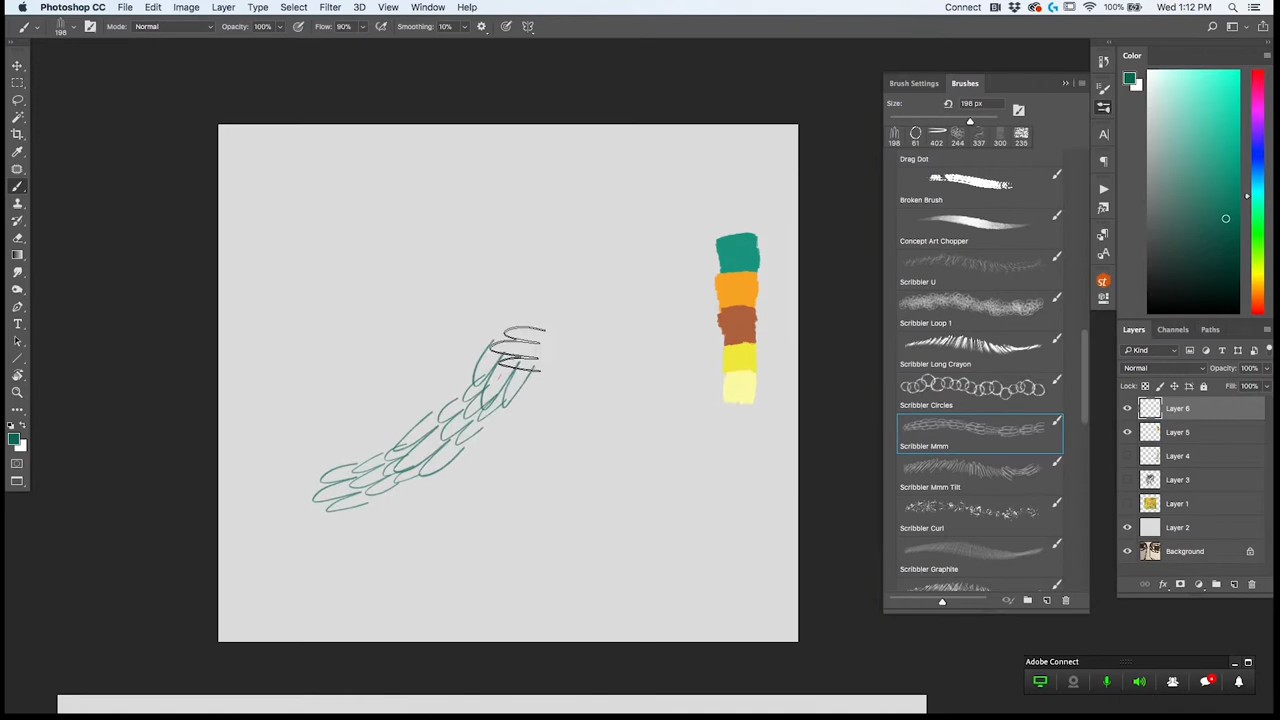 Photoshop CC File Edit Image Layer Type Select Filter 3D View Window Help Connect 100% Wed 1:12 PM
198 Mode: Normal Opacity: 100% Flow: 90% Smoothing: 10%
Brush Settings Brushes
Size: 198 px
198 61 402 244 337 300 235
Drag Dot
Broken Brush
Concept Art Chopper
Scribbler U
Scribbler Loop 1
Scribbler Long Crayon
Scribbler Circles
Scribbler Mmm
Scribbler Mmm Tilt
Scribbler Curl
Scribbler Graphite
Color
Layers Channels Paths
Kind
Normal Opacity: 100%
Lock: Fill: 100%
Layer 6
Layer 5
Layer 4
Layer 3
Layer 1
Layer 2
Background
fx
Adobe Connect